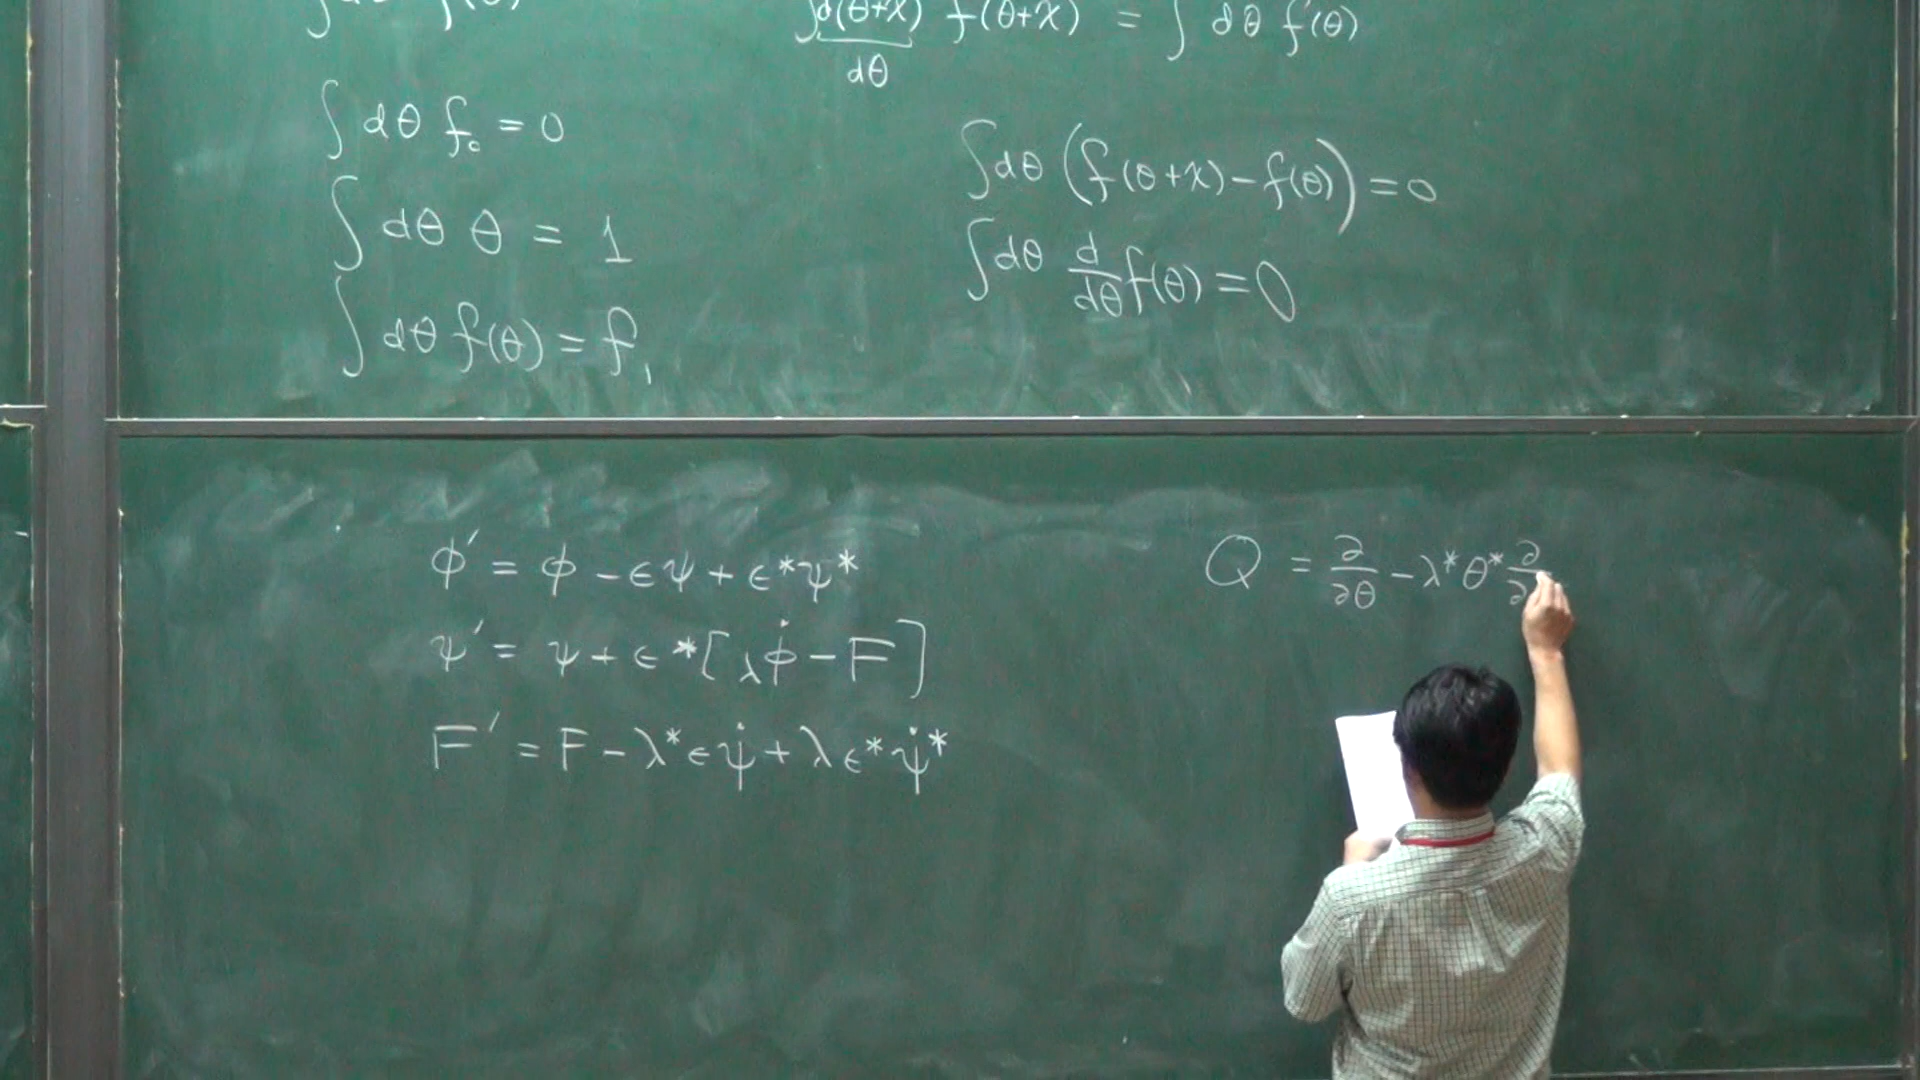 ∫d(θ+χ) f(θ+χ) = ∫ dθ f(θ)
dθ
∫ dθ f₀ = 0
∫ dθ θ = 1
∫ dθ f(θ) = f₁
∫dθ (f(θ+χ) − f(θ)) = 0
∫dθ d/dθ f(θ) = 0
φ′ = φ − εψ + ε*ψ*
ψ′ = ψ + ε*[λφ̇ − F]
F′ = F − λ*εψ̇ + λε*ψ̇*
Q = ∂/∂θ − λ*θ* ∂/∂